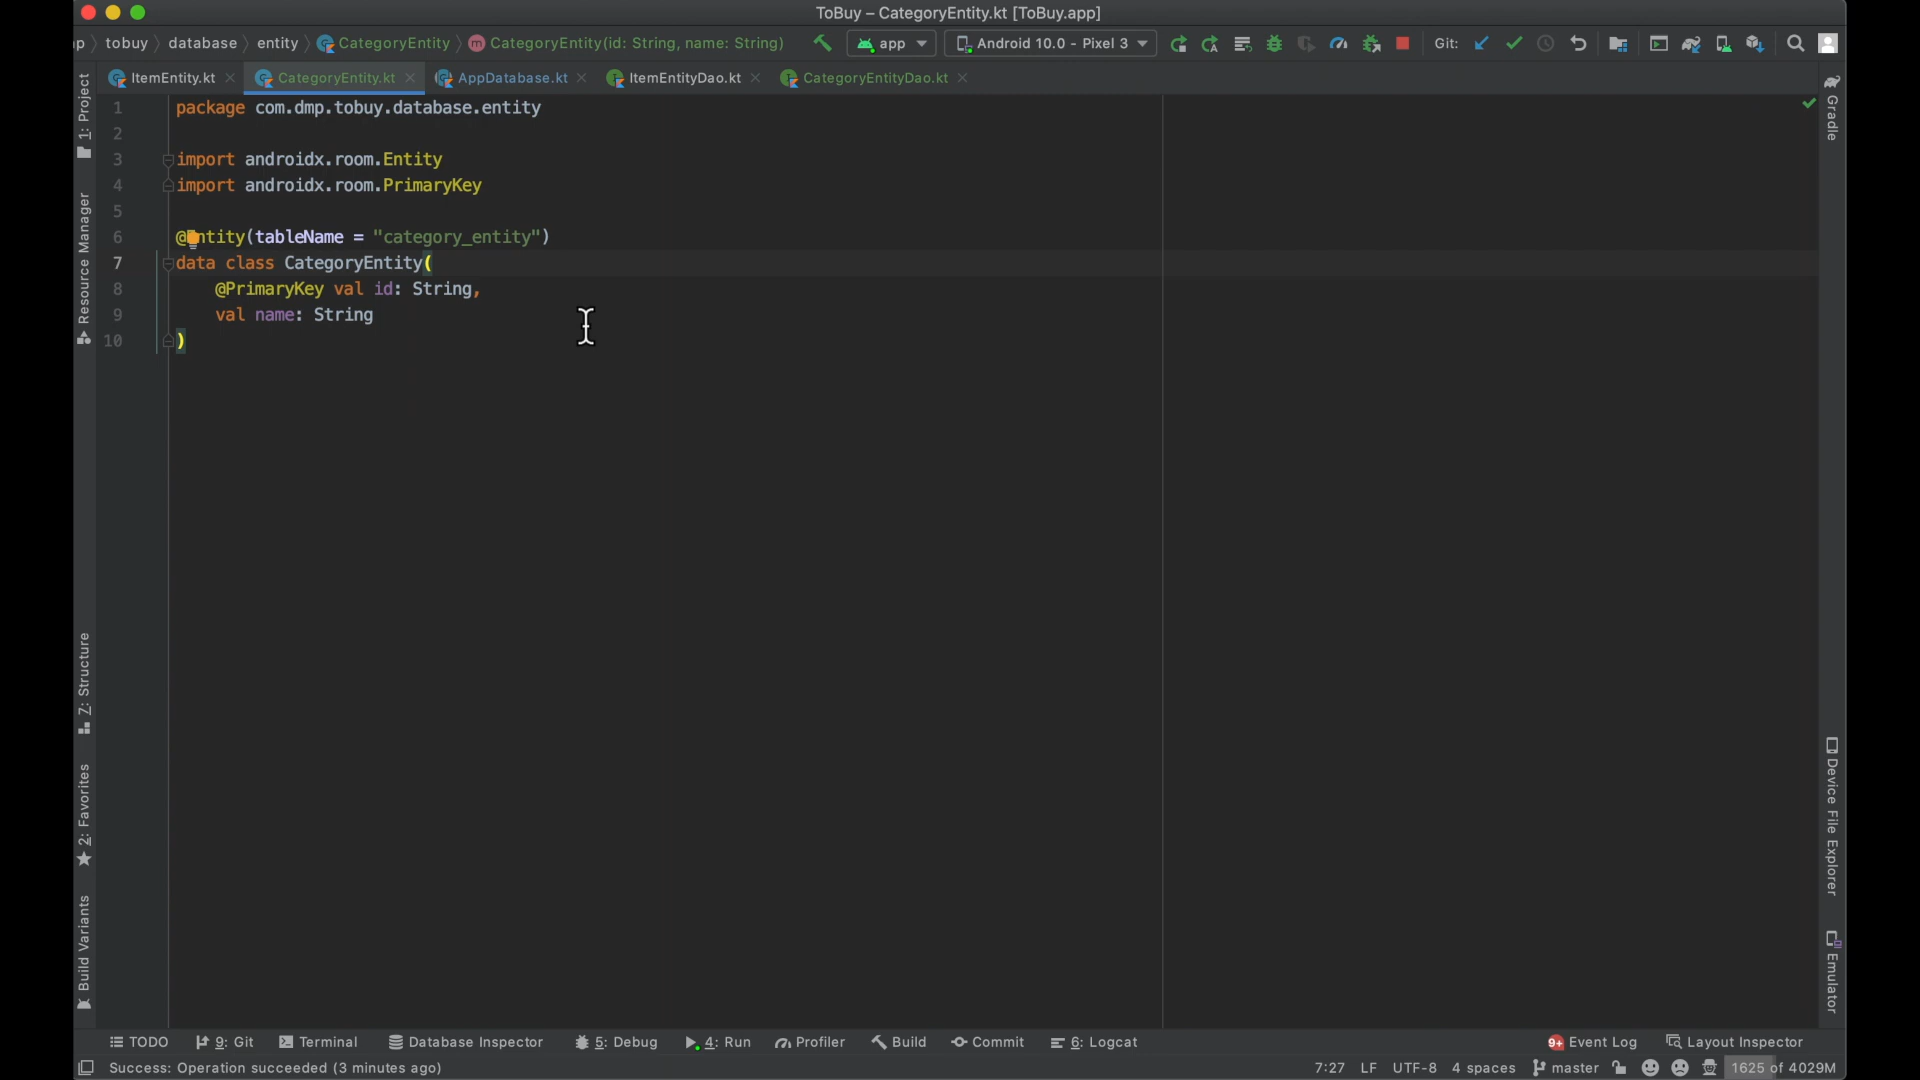 ToBuy – CategoryEntity.kt [ToBuy.app]
p 〉 tobuy 〉 database 〉 entity 〉 CategoryEntity 〉 m CategoryEntity(id: String, name: String)
app
Android 10.0 - Pixel 3
Git:
ItemEntity.kt
CategoryEntity.kt
AppDatabase.kt
ItemEntityDao.kt
CategoryEntityDao.kt
1 package com.dmp.tobuy.database.entity
2
3 import androidx.room.Entity
4 import androidx.room.PrimaryKey
5
6 @Entity(tableName = "category_entity")
7 data class CategoryEntity(
8 @PrimaryKey val id: String,
9 val name: String
10 )
1: Project
Resource Manager
Z: Structure
2: Favorites
Build Variants
Gradle
Device File Explorer
Emulator
TODO
9: Git
Terminal
Database Inspector
5: Debug
4: Run
Profiler
Build
Commit
6: Logcat
9+ Event Log
Layout Inspector
Success: Operation succeeded (3 minutes ago)
7:27
LF
UTF-8
4 spaces
master
1625 of 4029M